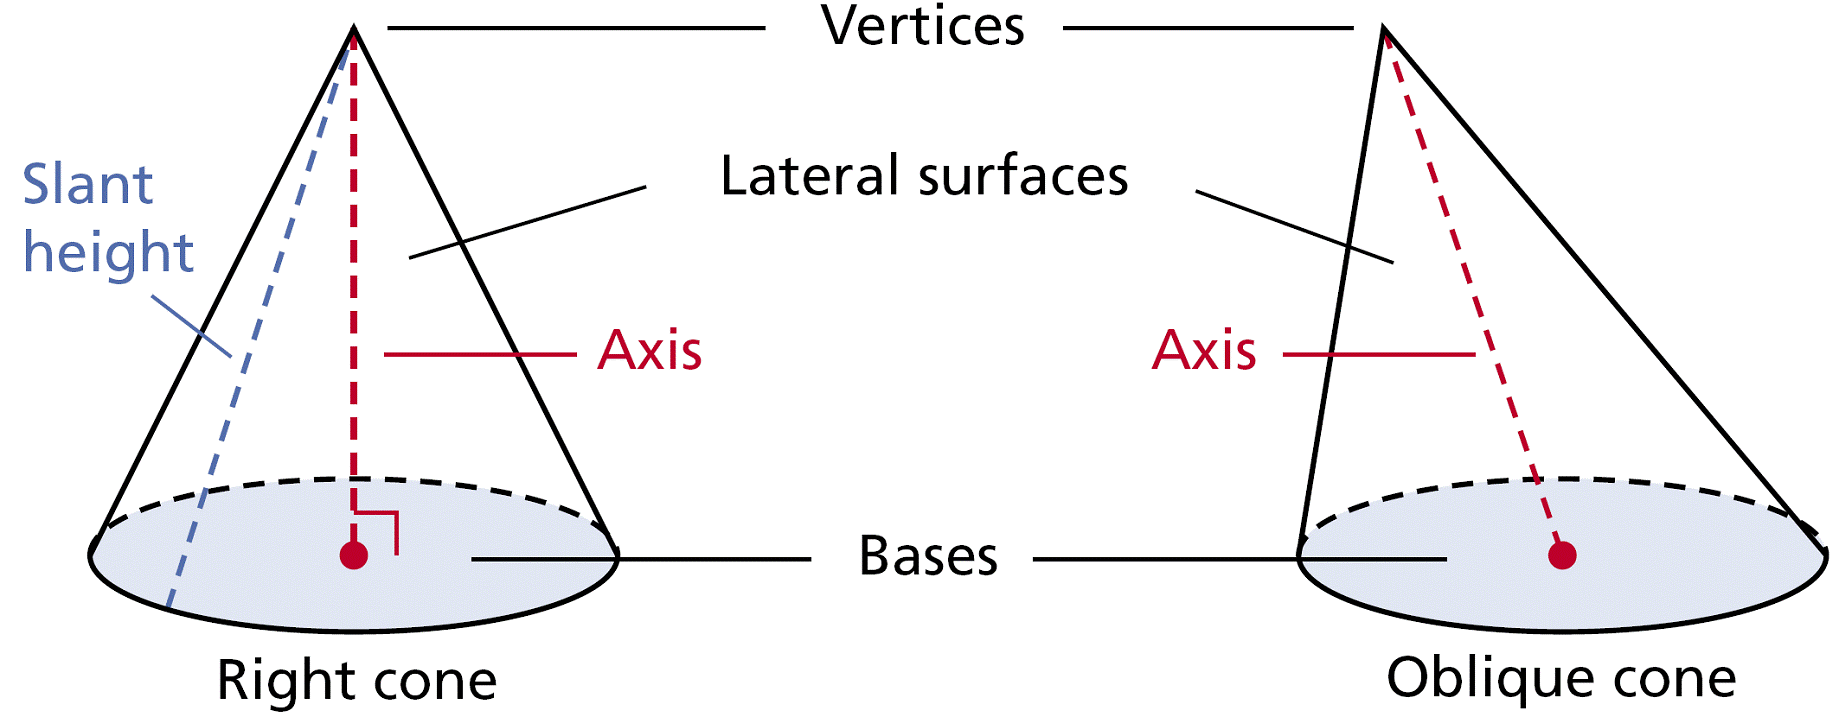 Vertices
Lateral surfaces
Slant
height
Axis
Axis
Bases
Right cone
Oblique cone